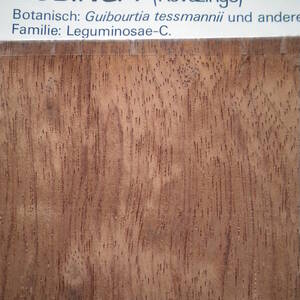 Botanisch: Guibourtia tessmannii und andere
Familie: Leguminosae-C.